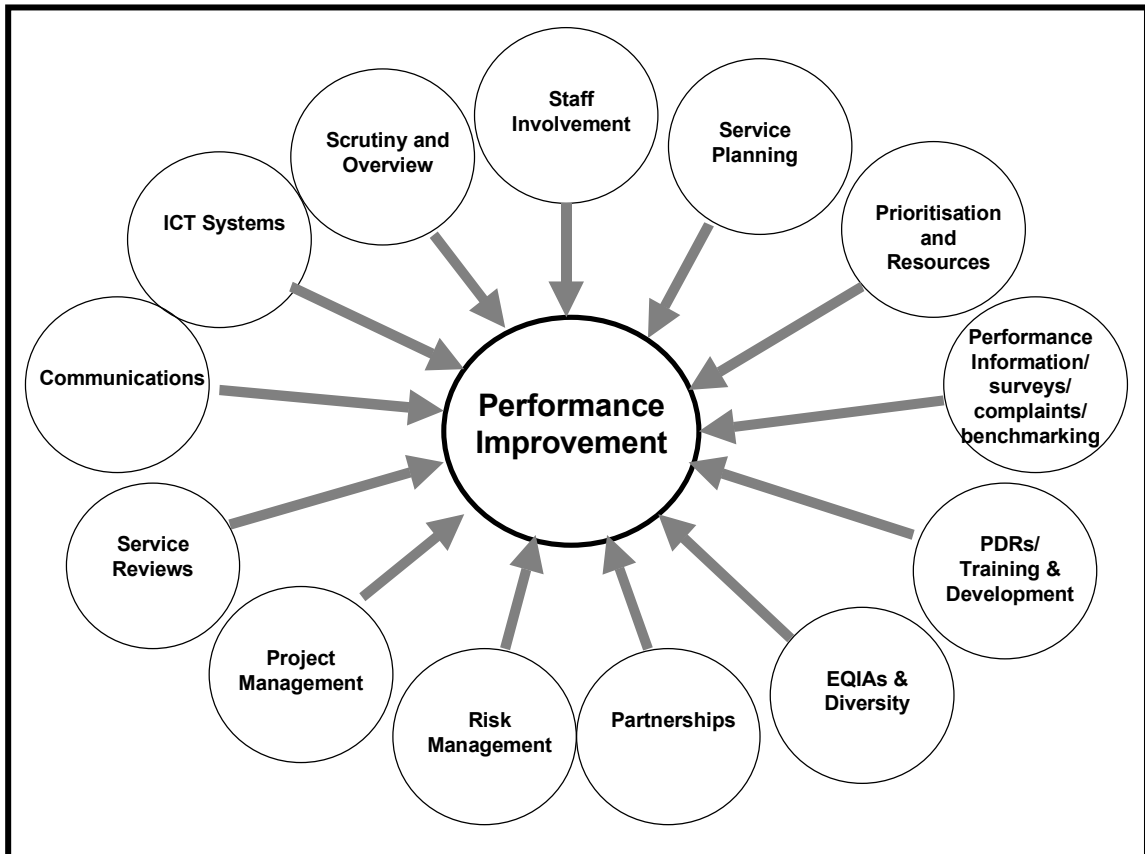 Staff
Involvement
Service
Planning
Prioritisation
and
Resources
Performance
Information/
surveys/
complaints/
benchmarking
PDRs/
Training &
Development
EQIAs &
Diversity
Partnerships
Risk
Management
Project
Management
Service
Reviews
Communications
ICT Systems
Scrutiny and
Overview
Performance
Improvement